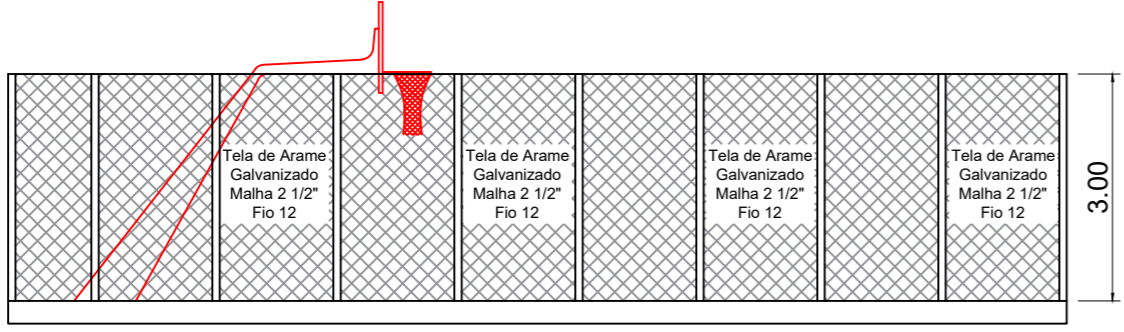 Tela de Arame
Galvanizado
Malha 2 1/2"
Fio 12
Tela de Arame
Galvanizado
Malha 2 1/2"
Fio 12
Tela de Arame
Galvanizado
Malha 2 1/2"
Fio 12
Tela de Arame
Galvanizado
Malha 2 1/2"
Fio 12
3.00